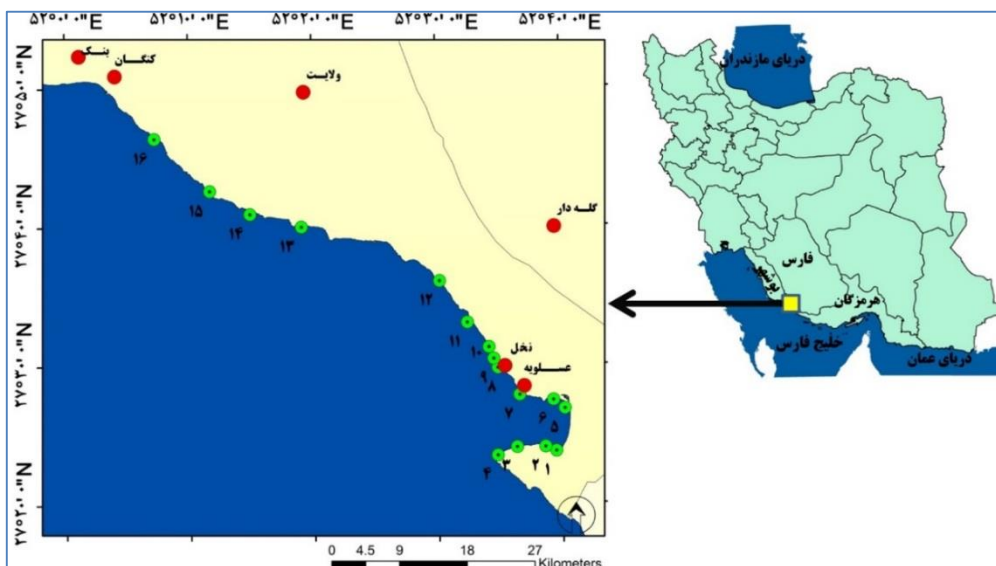 ۵۲°۰'۰"E ۵۲°۱۰'۰"E ۵۲°۲۰'۰"E ۵۲°۳۰'۰"E ۵۲°۴۰'۰"E
۲۷°۵۰'۰"N
۲۷°۴۰'۰"N
۲۷°۳۰'۰"N
۲۷°۲۰'۰"N
بنک
کنگان
ولایت
گله دار
نخل
عسلویه
۱۶
۱۵
۱۴
۱۳
۱۲
۱۱
۱۰
۹
۸
۷
۶
۵
۴
۳
۲
۱
0 4.5 9 18 27
Kilometers
دریای مازندران
فارس
بوشهر
هرمزگان
خلیج فارس
دریای عمان